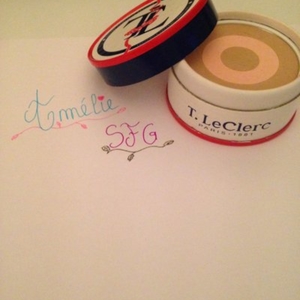 Amélie
SFG
T. LeClerc
PARIS • 1881